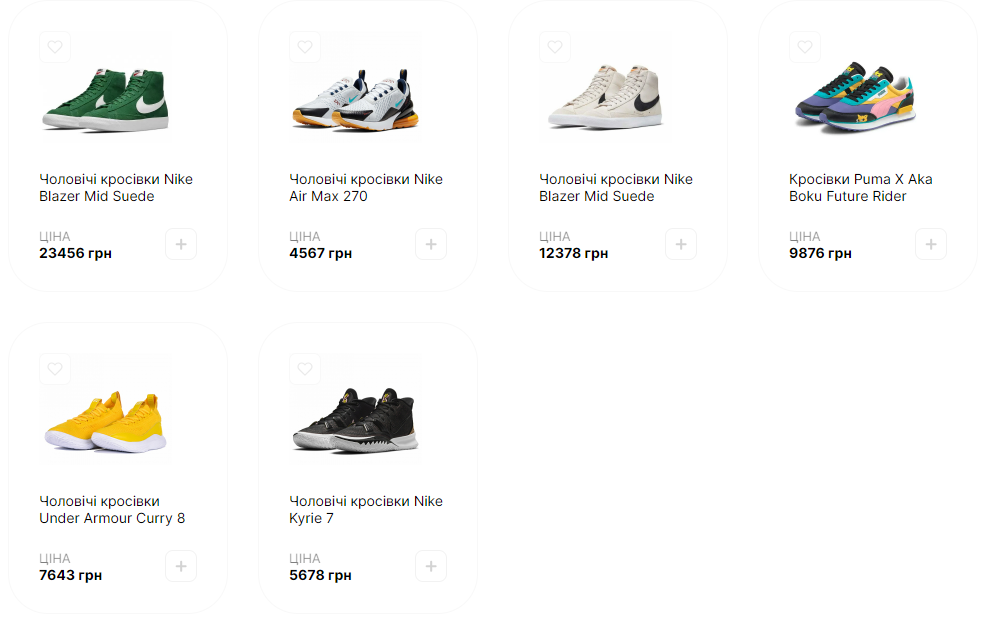 Чоловічі кросівки Nike
Blazer Mid Suede
ЦІНА
23456 грн
Чоловічі кросівки Nike
Air Max 270
ЦІНА
4567 грн
Чоловічі кросівки Nike
Blazer Mid Suede
ЦІНА
12378 грн
Кросівки Puma X Aka
Boku Future Rider
ЦІНА
9876 грн
Чоловічі кросівки
Under Armour Curry 8
ЦІНА
7643 грн
Чоловічі кросівки Nike
Kyrie 7
ЦІНА
5678 грн